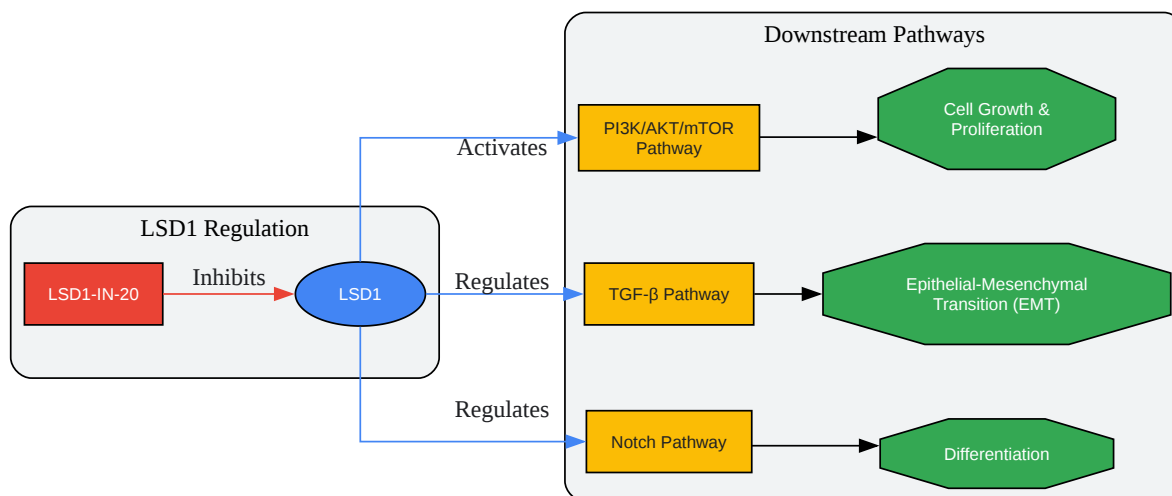 Downstream Pathways
PI3K/AKT/mTOR
Pathway
Cell Growth &
Proliferation
Activates
LSD1 Regulation
LSD1-IN-20
Inhibits
LSD1
Regulates
TGF-β Pathway
Epithelial-Mesenchymal
Transition (EMT)
Regulates
Notch Pathway
Differentiation